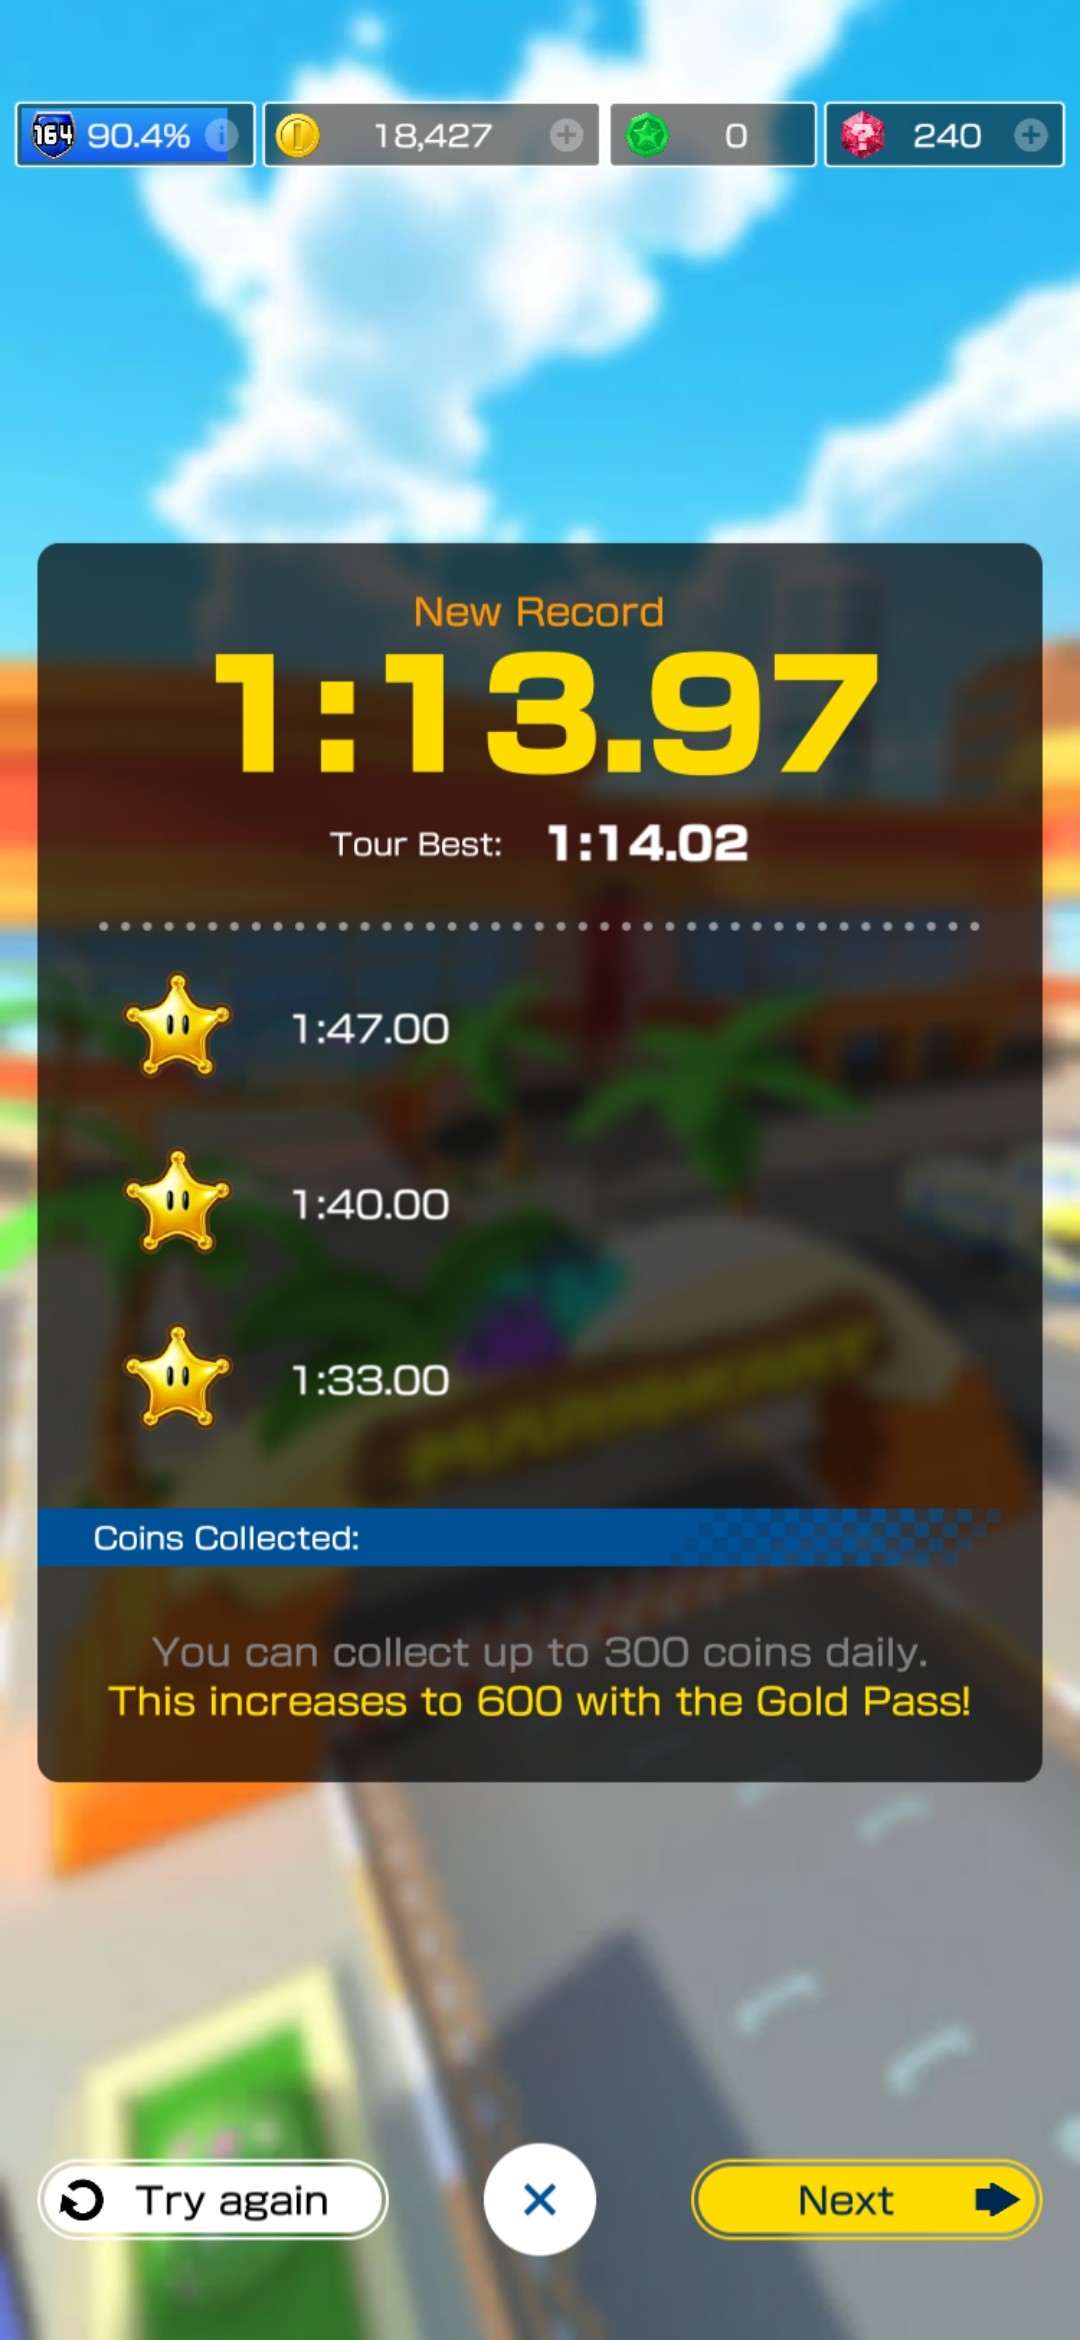 164 90.4% 18,427 0 240
New Record
1:13.97
Tour Best: 1:14.02
1:47.00
1:40.00
1:33.00
Coins Collected:
You can collect up to 300 coins daily.
This increases to 600 with the Gold Pass!
Try again Next